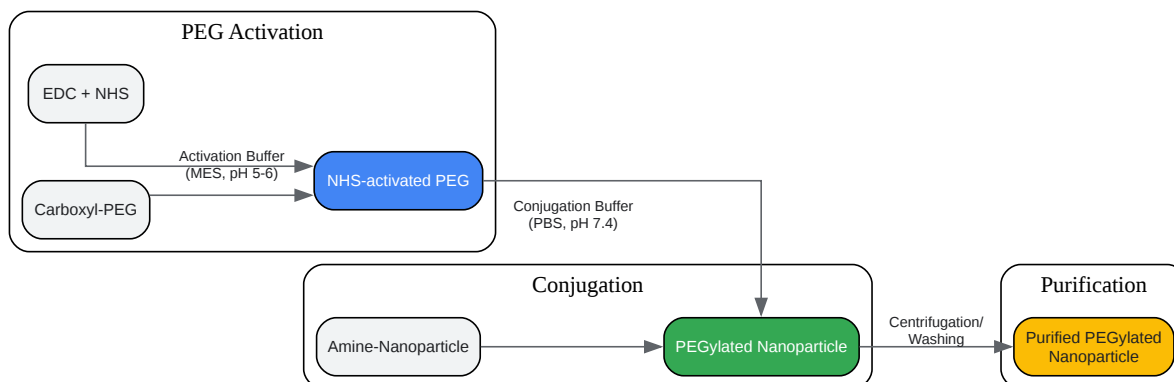 PEG Activation
EDC + NHS
Activation Buffer
(MES, pH 5-6)
NHS-activated PEG
Carboxyl-PEG
Conjugation Buffer
(PBS, pH 7.4)
Conjugation
Amine-Nanoparticle
PEGylated Nanoparticle
Centrifugation/
Washing
Purification
Purified PEGylated
Nanoparticle